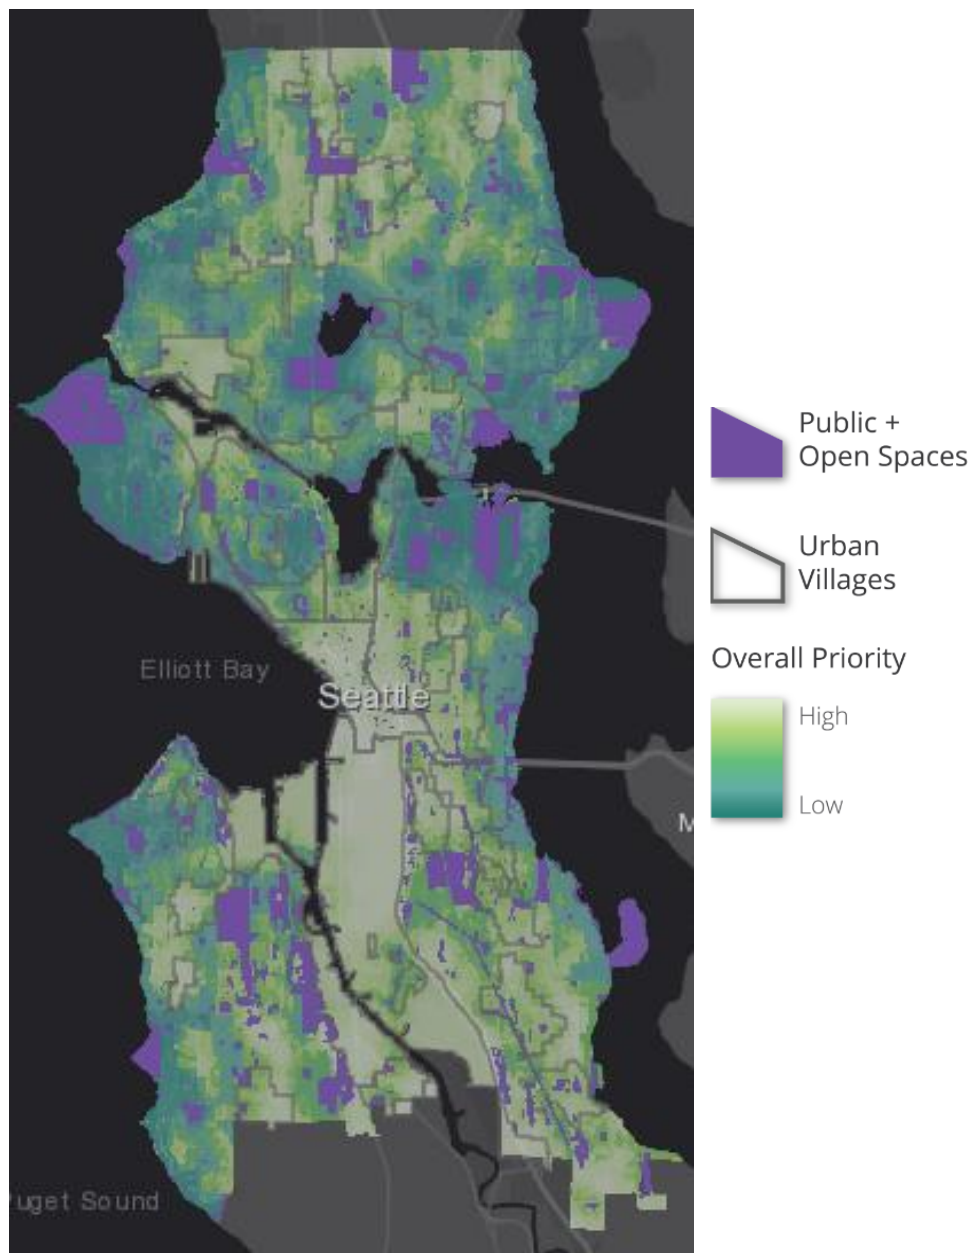 Elliott Bay
Seattle
M
uget Sound
Public +
Open Spaces
Urban
Villages
Overall Priority
High
Low